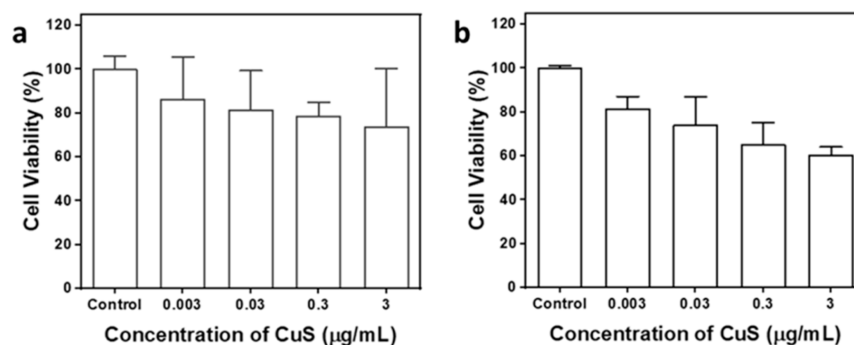 a
Cell Viability (%)
120
100
80
60
40
20
0
Control 0.003 0.03 0.3 3
Concentration of CuS (μg/mL)
b
Cell Viability (%)
120
100
80
60
40
20
0
Control 0.003 0.03 0.3 3
Concentration of CuS (μg/mL)